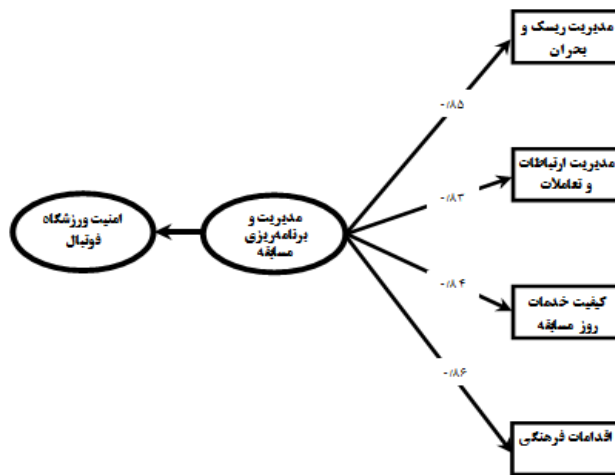 مدیریت ریسک و
بحران
۰/۸۵
مدیریت ارتباطات
و تعاملات
۰/۸۳
امنیت ورزشگاه
فوتبال
مدیریت و
برنامه‌ریزی
مسابقه
۰/۸۴
کیفیت خدمات
روز مسابقه
۰/۸۶
اقدامات فرهنگی